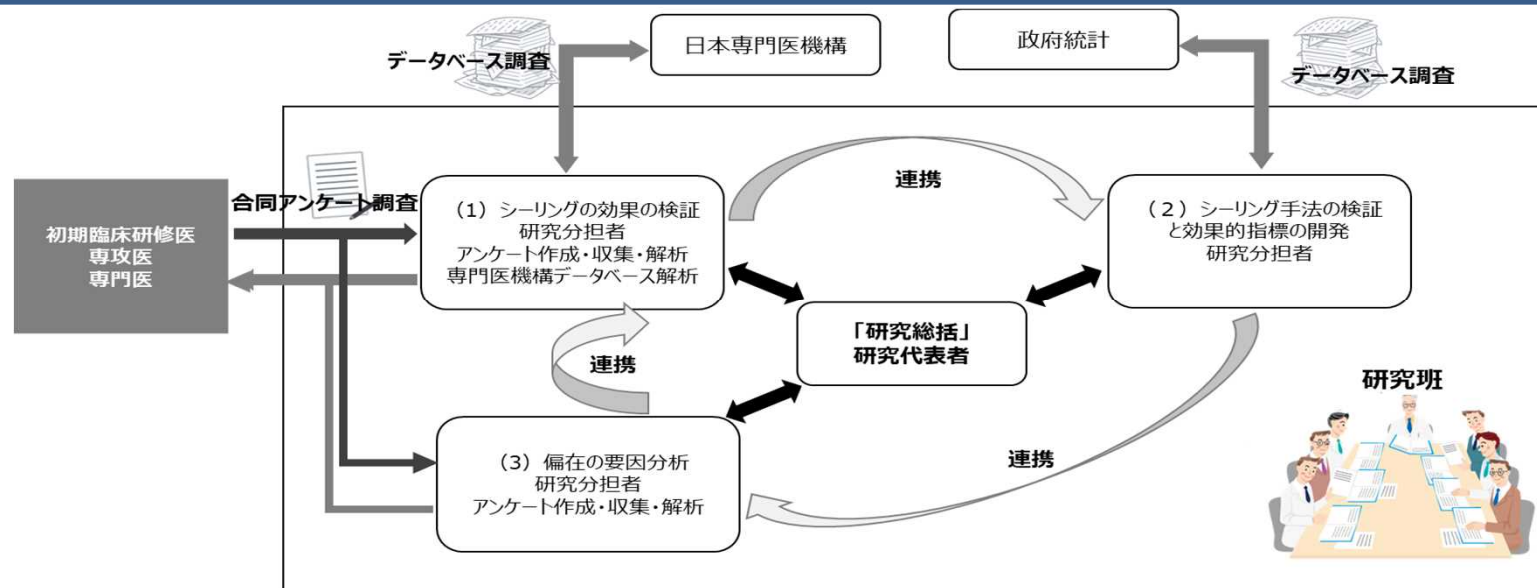 日本専門医機構
政府統計
データベース調査
データベース調査
合同アンケート調査
初期臨床研修医
専攻医
専門医
(1) シーリングの効果の検証
研究分担者
アンケート作成・収集・解析
専門医機構データベース解析
連携
(2) シーリング手法の検証
と効果的指標の開発
研究分担者
「研究総括」
研究代表者
連携
研究班
(3) 偏在の要因分析
研究分担者
アンケート作成・収集・解析
連携